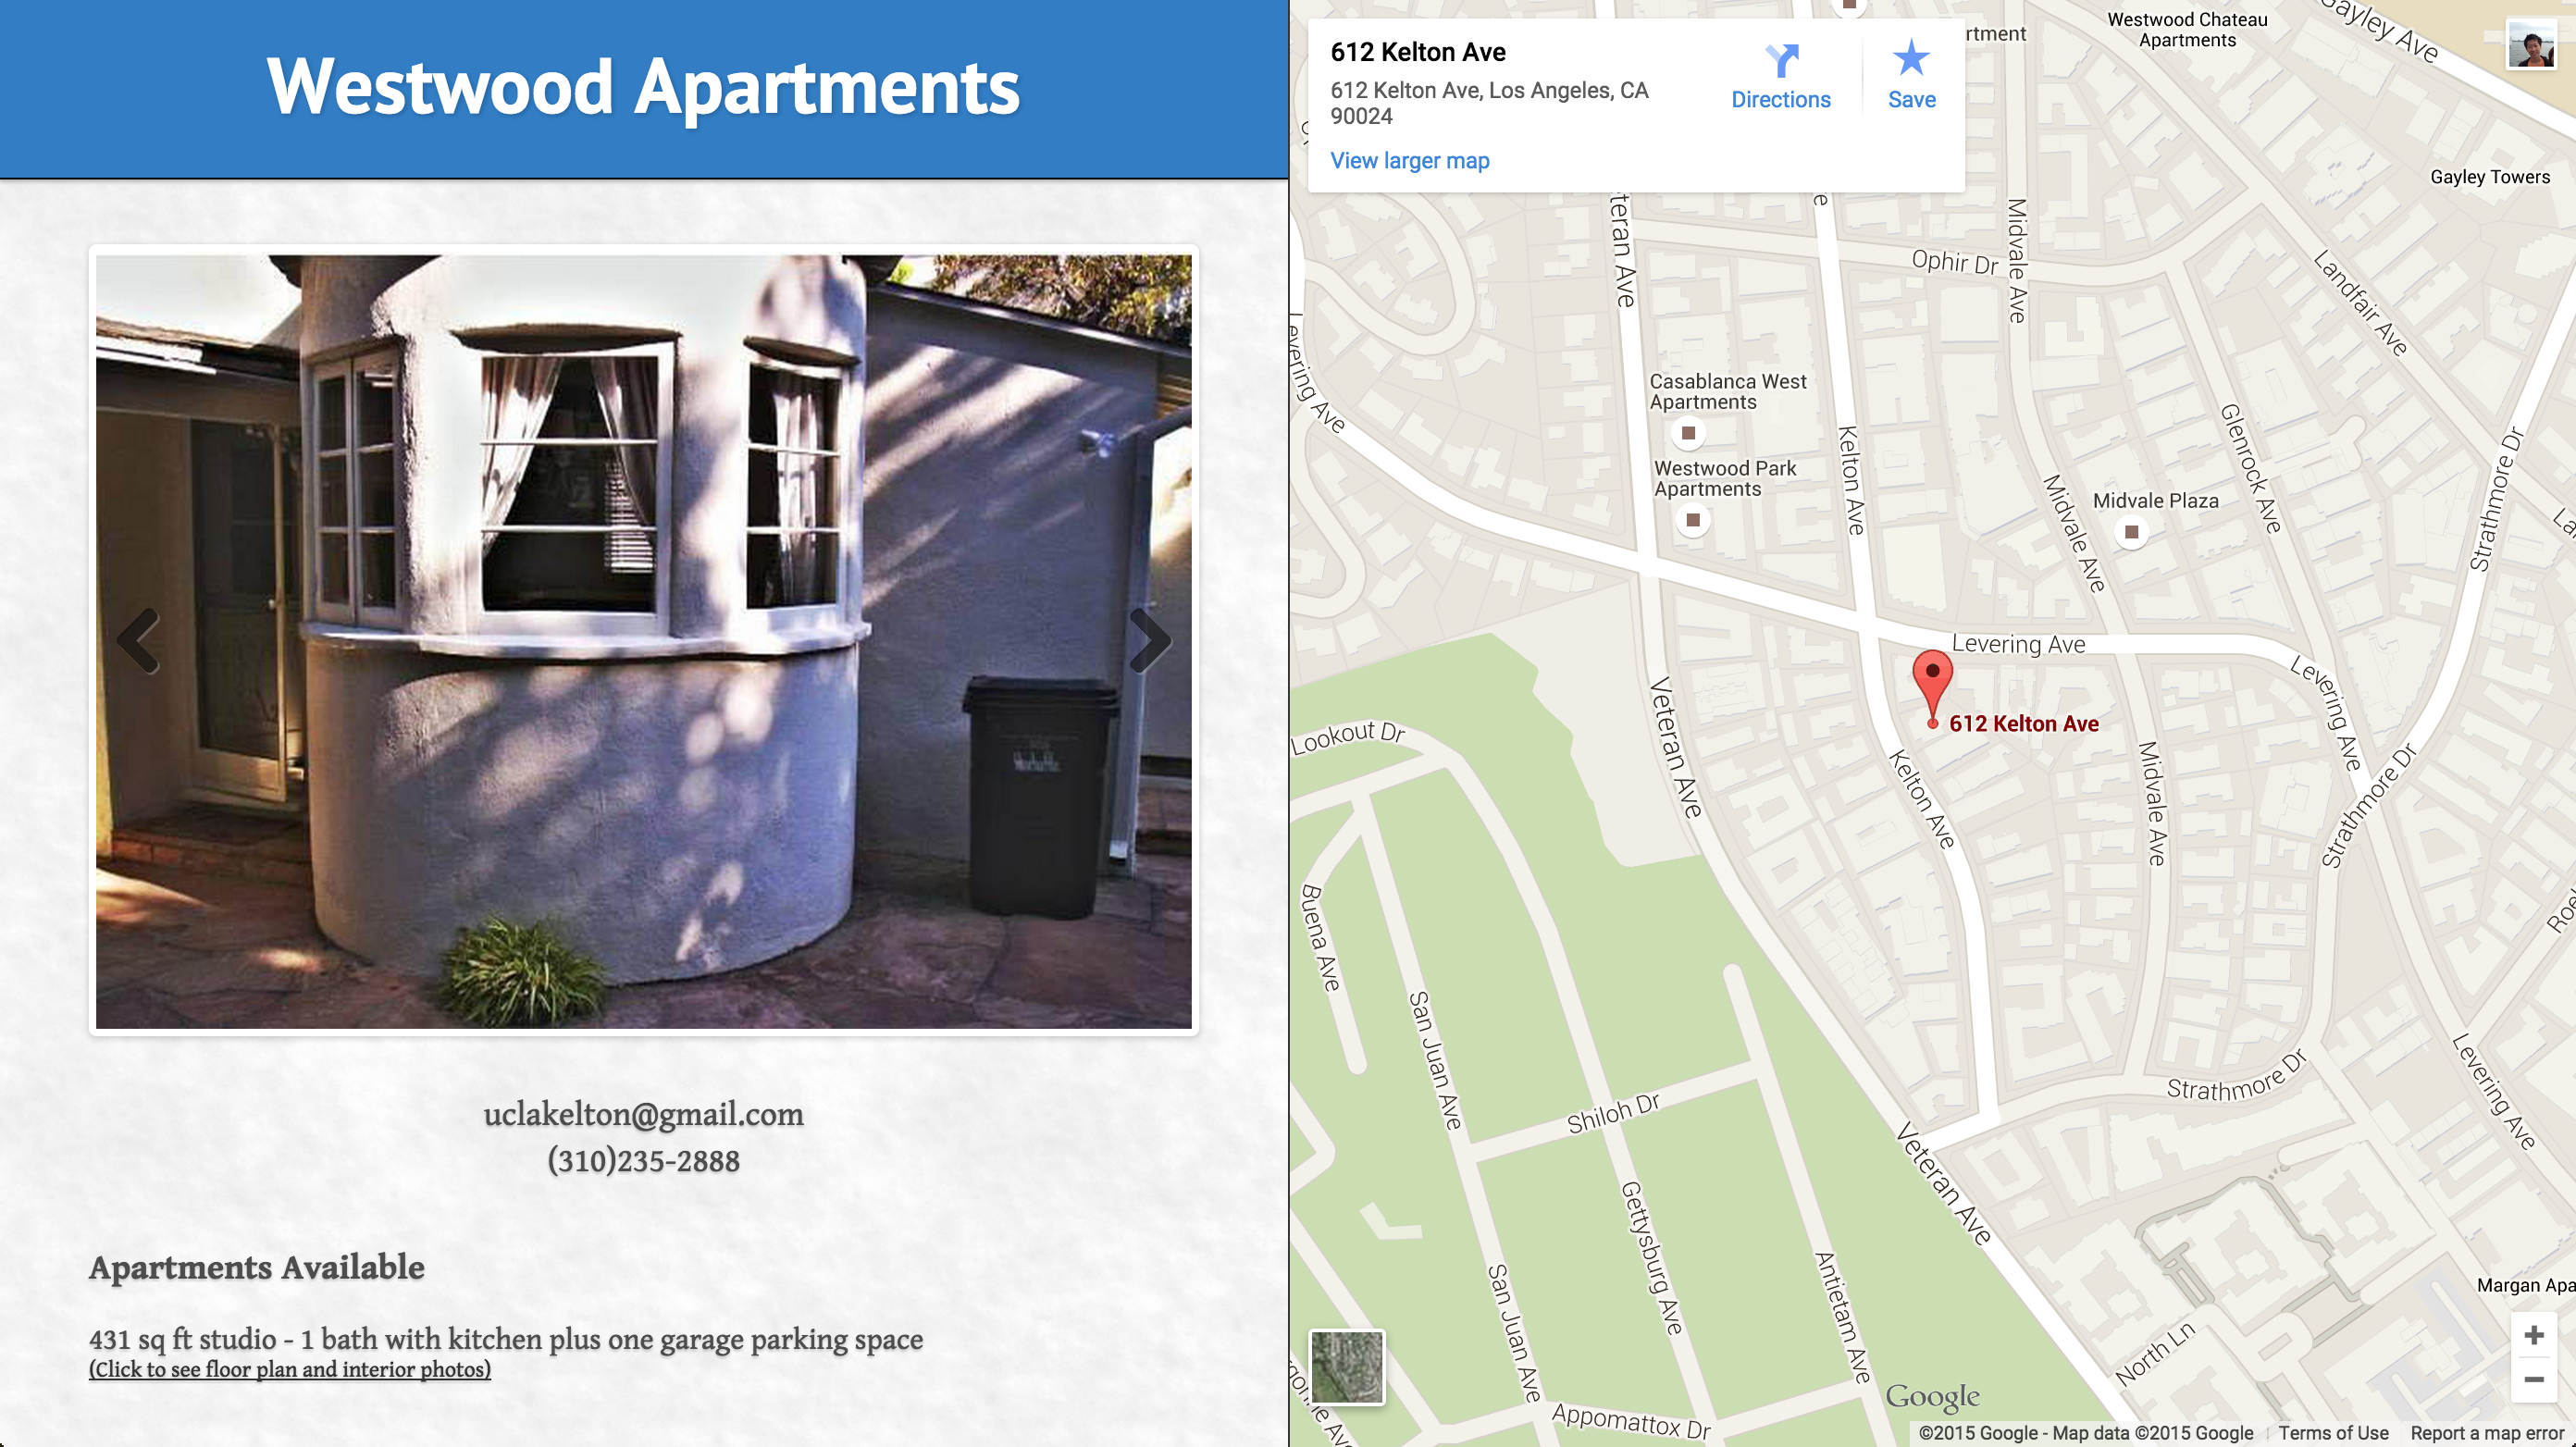 Westwood Apartments
uclakelton@gmail.com
(310)235-2888
Apartments Available
431 sq ft studio - 1 bath with kitchen plus one garage parking space
(Click to see floor plan and interior photos)
612 Kelton Ave
612 Kelton Ave, Los Angeles, CA
90024
View larger map
Directions
Save
rtment
Westwood Chateau
Apartments
Gayley Ave
Gayley Towers
teran Ave
e
Midvale Ave
Ophir Dr
Landfair Ave
Levering Ave
Casablanca West
Apartments
Westwood Park
Apartments
Kelton Ave
Midvale Ave
Midvale Plaza
Glenrock Ave
Strathmore Dr
La
Levering Ave
Levering Ave
612 Kelton Ave
Veteran Ave
Lookout Dr
Kelton Ave
Midvale Ave
Strathmore Dr
Buena Ave
San Juan Ave
Shiloh Dr
Strathmore Dr
Roe
Levering Ave
Veteran Ave
Gettysburg Ave
San Juan Ave
Antietam Ave
Margan Apa
North Ln
Appomattox Dr
Google
©2015 Google - Map data ©2015 Google
Terms of Use
Report a map error